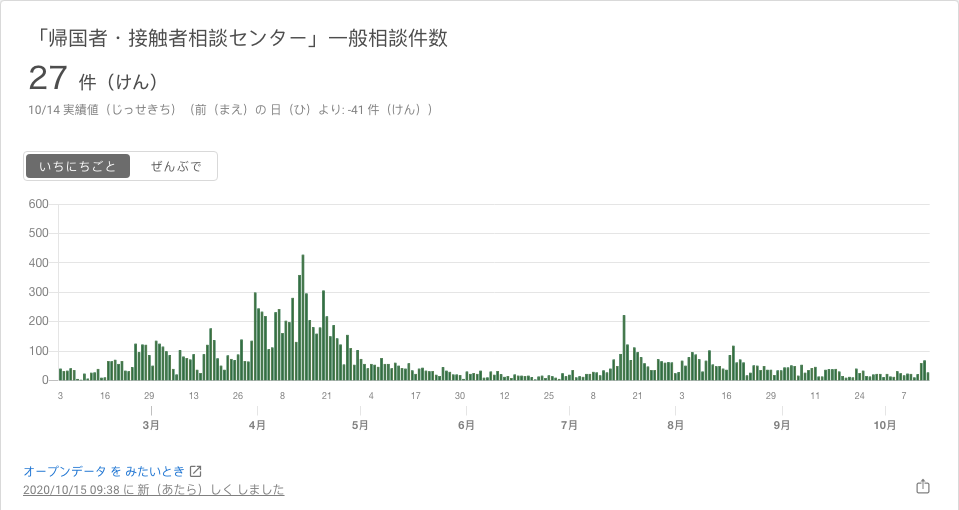 「帰国者・接触者相談センター」一般相談件数
27 件（けん）
10/14 実績値（じっせきち）（前（まえ）の 日（ひ）より: -41 件（けん））
いちにちごと ぜんぶで
600
500
400
300
200
100
0
3 16 29 13 26 8 21 4 17 30 12 25 8 21 3 16 29 11 24 7
3月 4月 5月 6月 7月 8月 9月 10月
オープンデータ を みたいとき
2020/10/15 09:38 に 新（あたら）しく しました